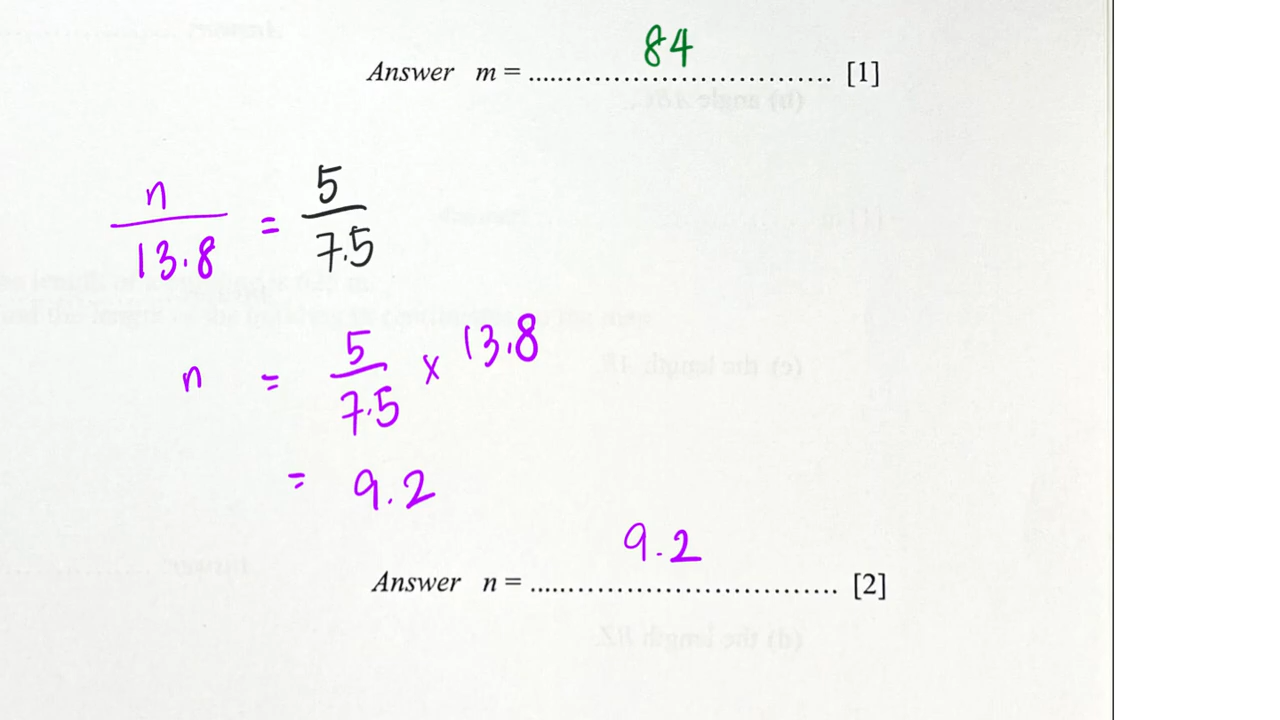 84
Answer m = .................................... [1]
n/13.8 = 5/7.5
n = 5/7.5 × 13.8
= 9.2
9.2
Answer n = .................................... [2]